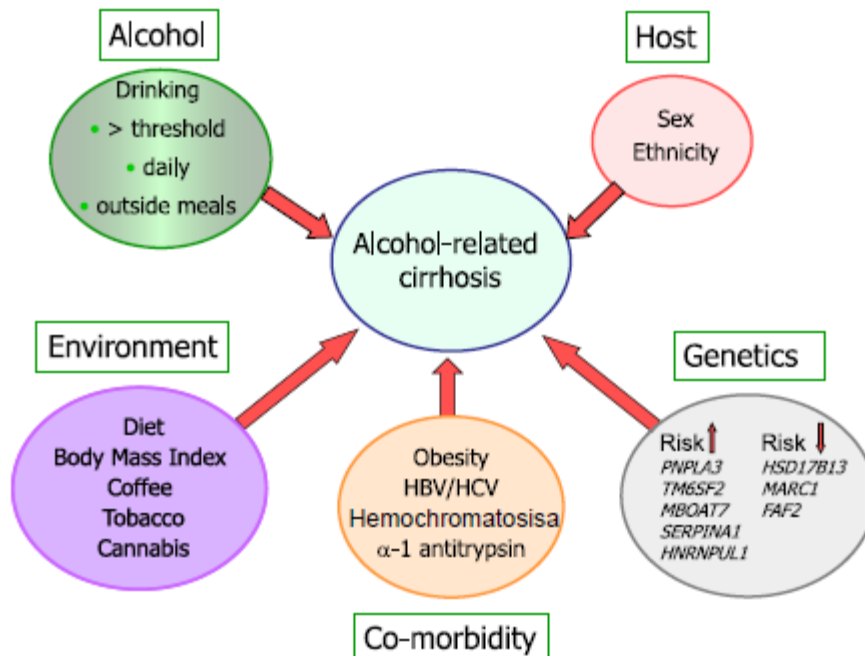 Alcohol
Drinking
• > threshold
• daily
• outside meals
Host
Sex
Ethnicity
Alcohol-related
cirrhosis
Environment
Diet
Body Mass Index
Coffee
Tobacco
Cannabis
Obesity
HBV/HCV
Hemochromatosisa
α-1 antitrypsin
Co-morbidity
Genetics
Risk
PNPLA3
TM6SF2
MBOAT7
SERPINA1
HNRNPUL1
Risk
HSD17B13
MARC1
FAF2